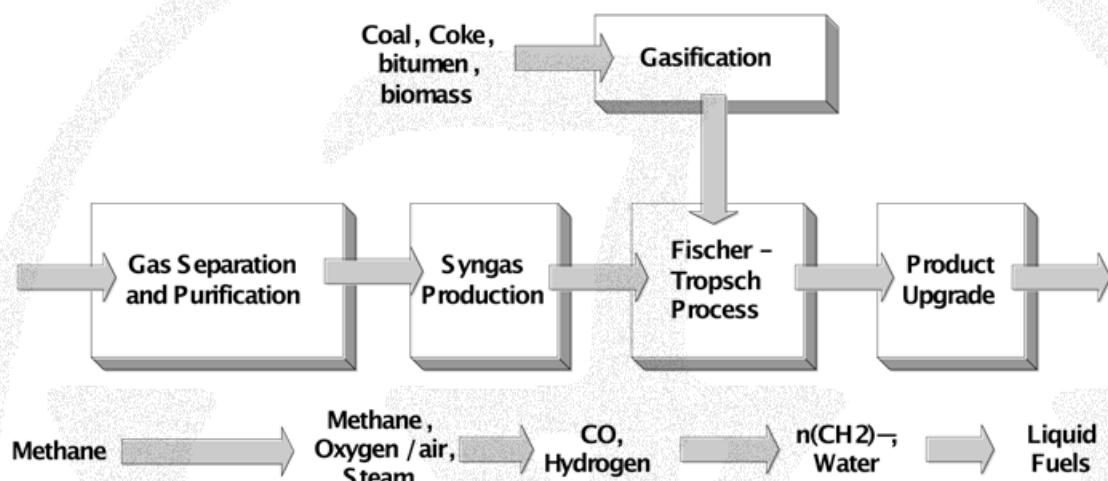 Coal, Coke,
bitumen,
biomass
Gasification
Gas Separation
and Purification
Syngas
Production
Fischer –
Tropsch
Process
Product
Upgrade
Methane
Methane,
Oxygen /air,
Steam
CO,
Hydrogen
n(CH2)–;
Water
Liquid
Fuels